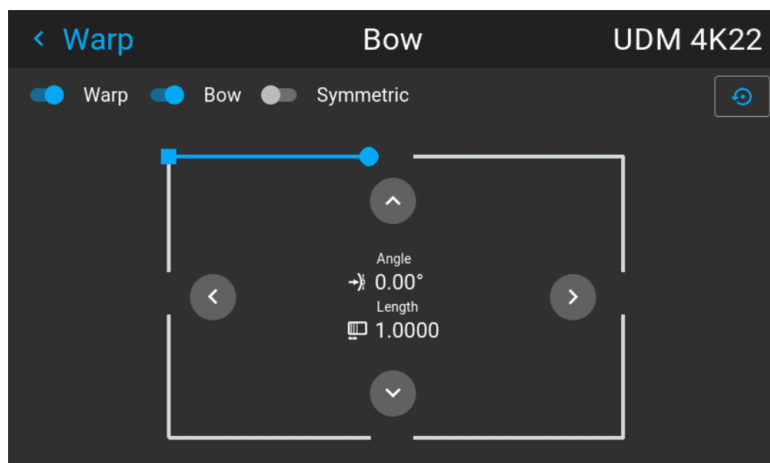 Warp Bow UDM 4K22
Warp Bow Symmetric
Angle
0.00°
Length
1.0000